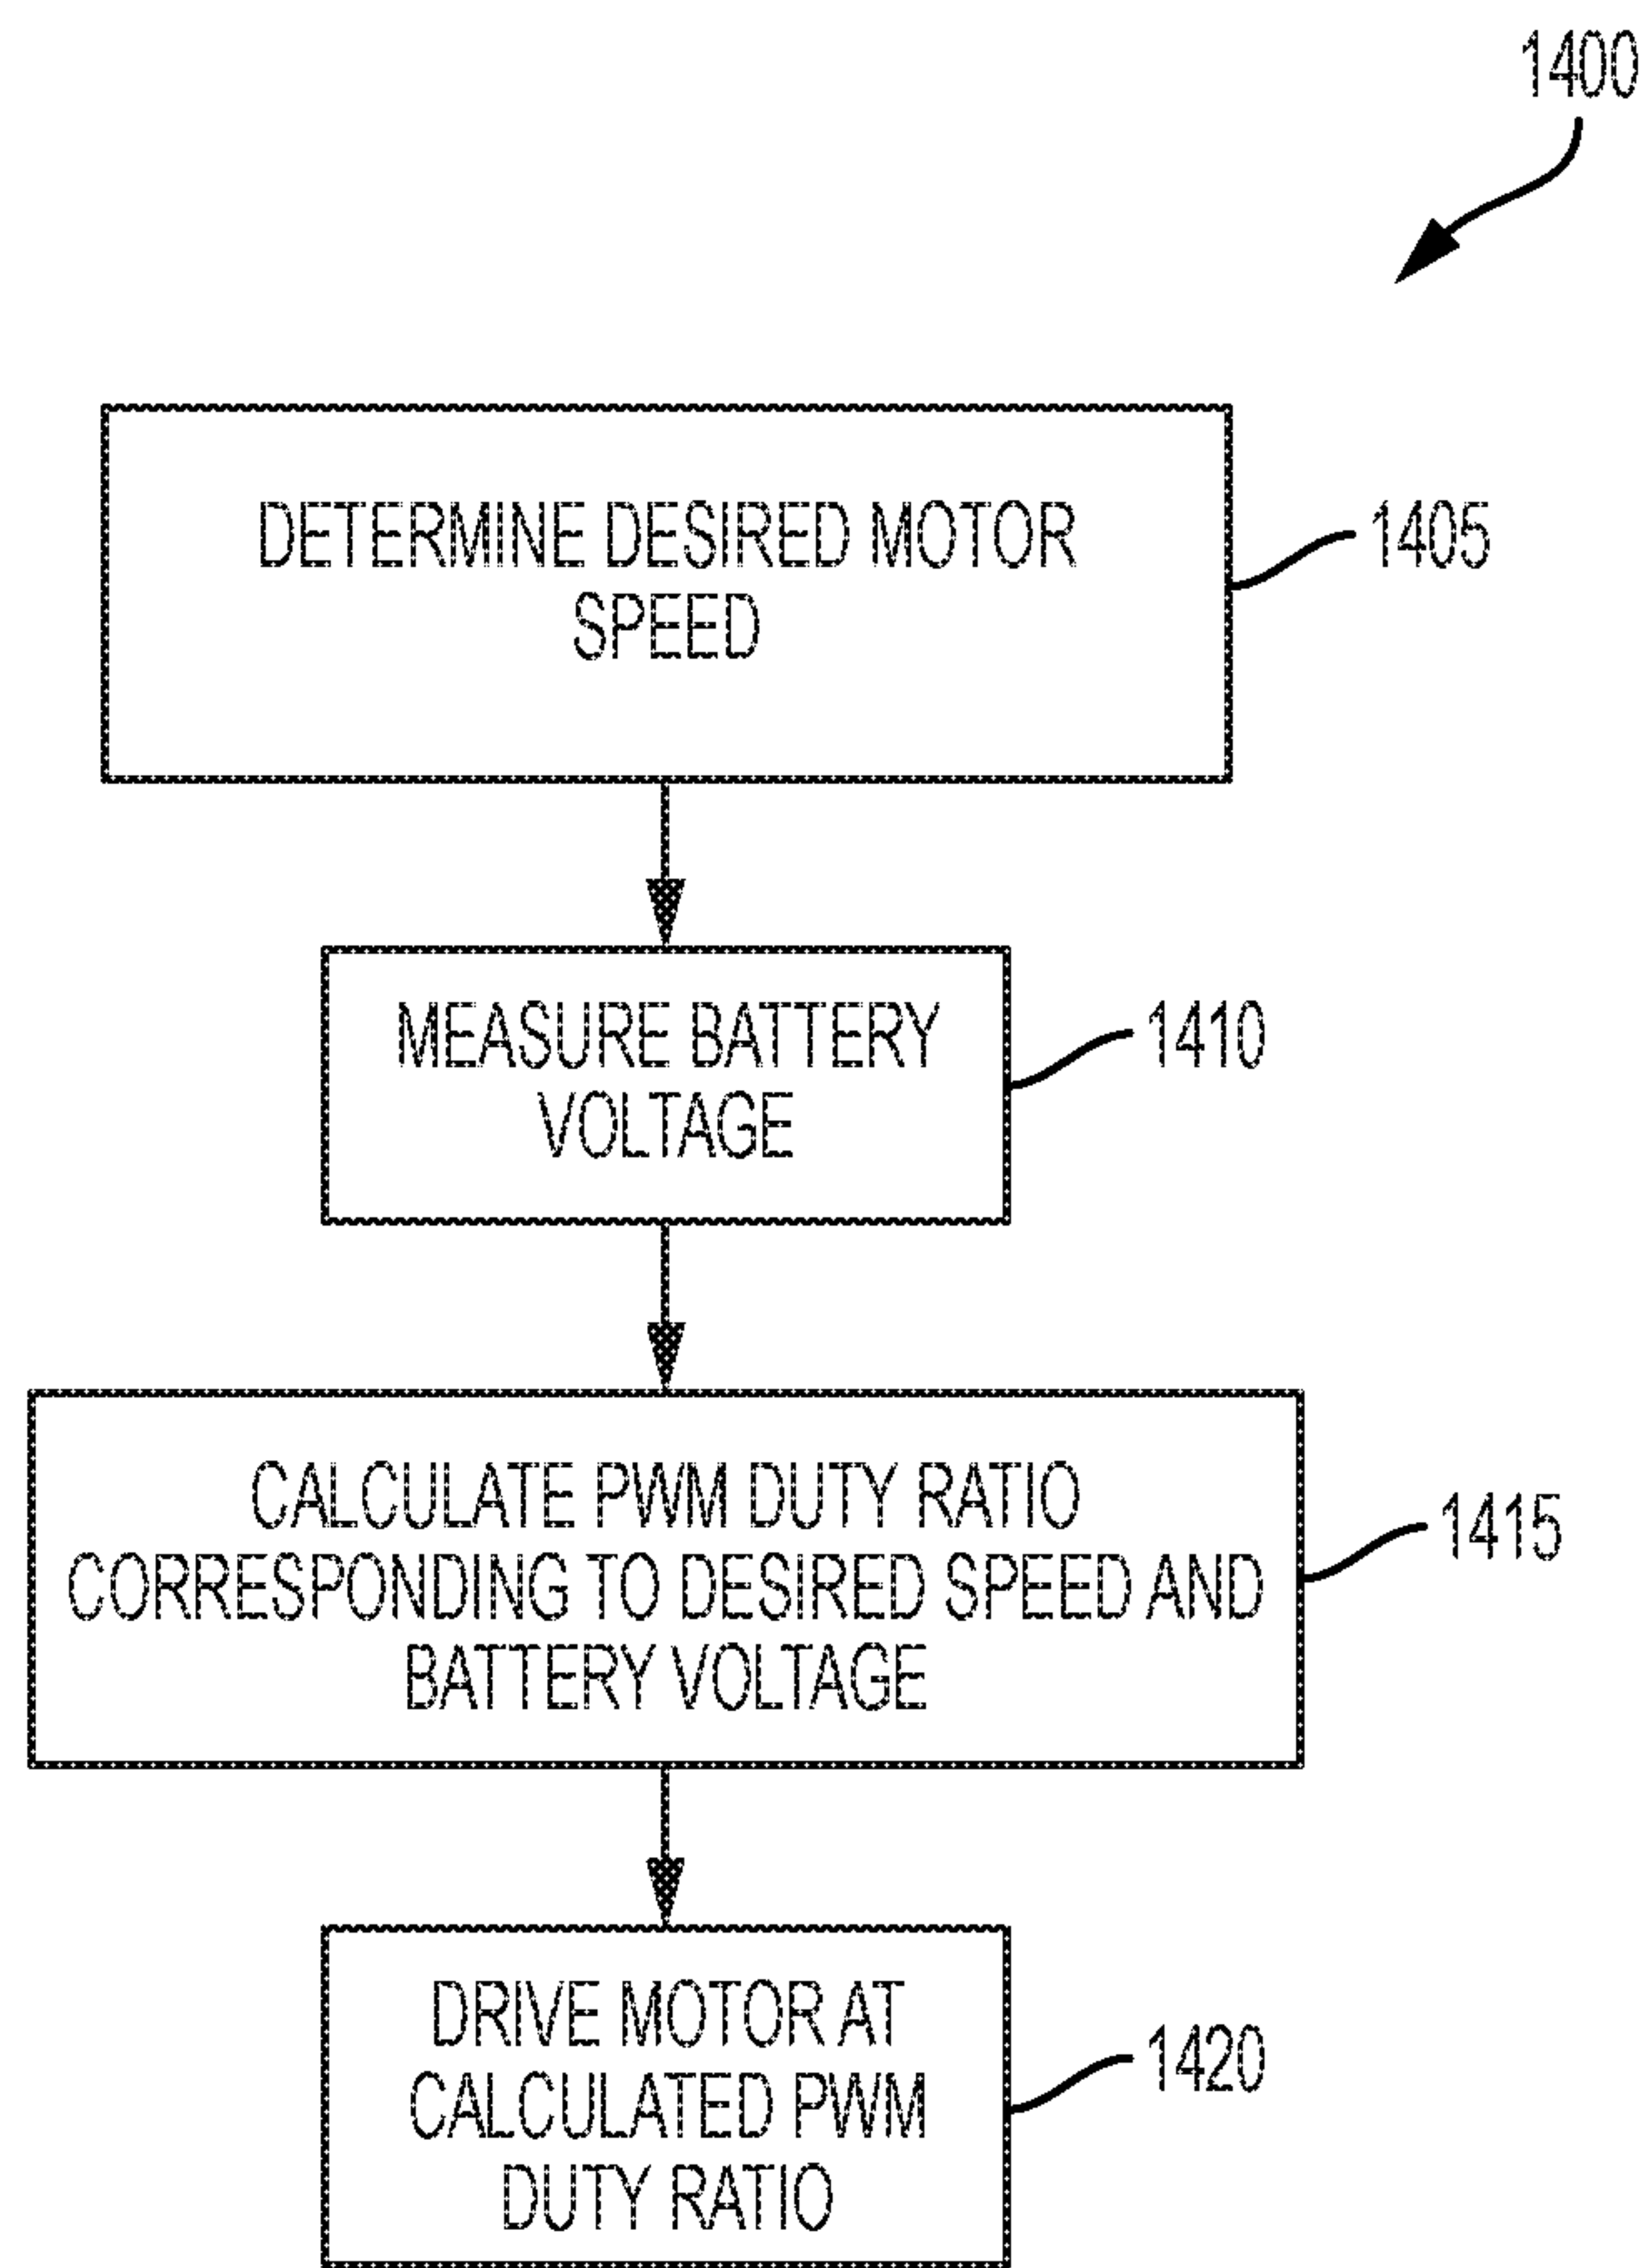 1400
DETERMINE DESIRED MOTOR
SPEED
1405
MEASURE BATTERY
VOLTAGE
1410
CALCULATE PWM DUTY RATIO
CORRESPONDING TO DESIRED SPEED AND
BATTERY VOLTAGE
1415
DRIVE MOTOR AT
CALCULATED PWM
DUTY RATIO
1420